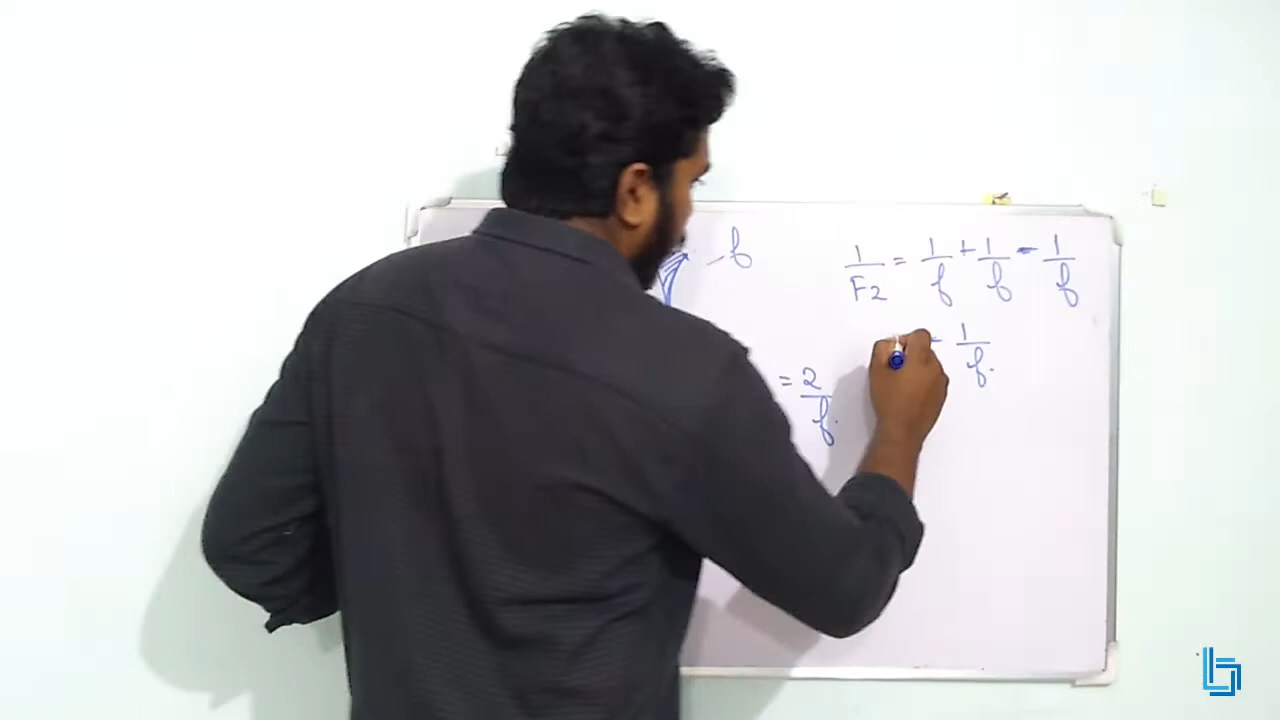 -f
1/F2 = 1/f + 1/f - 1/f
- 1/f.
= 2/f.